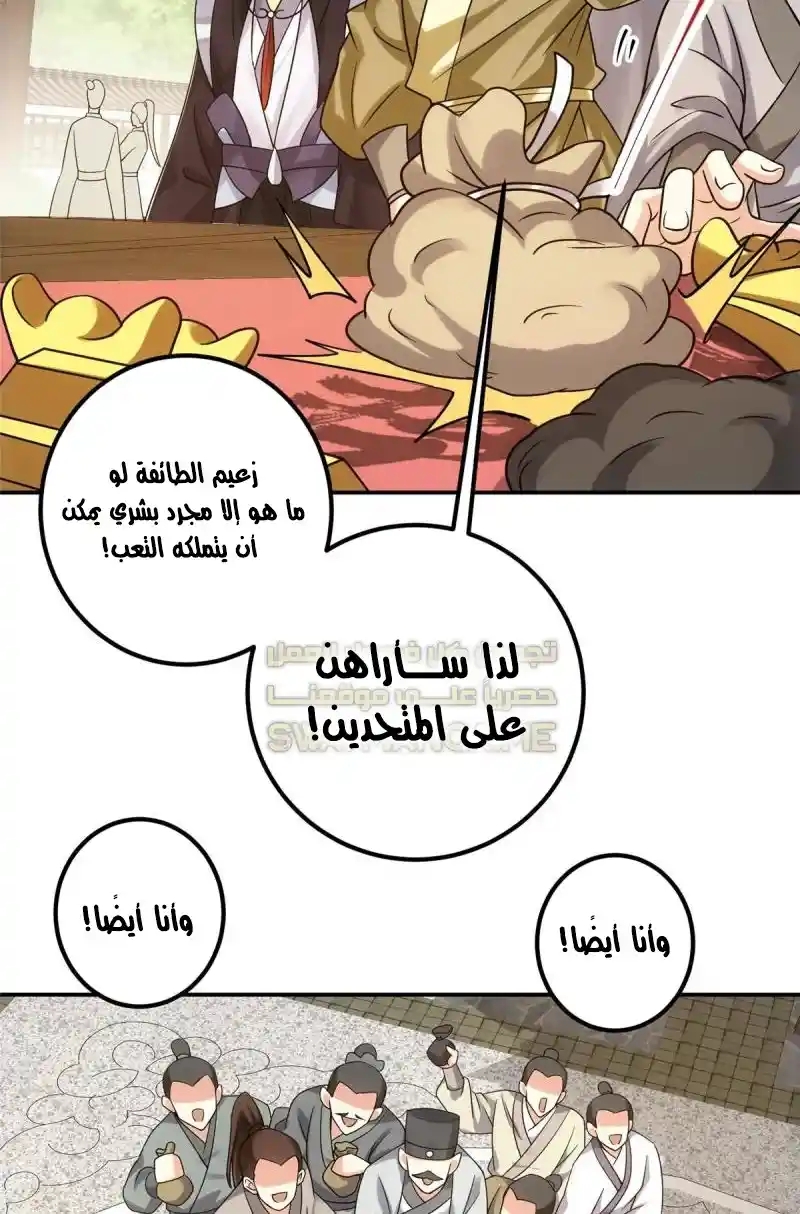 زعيم الطائفة لو
ما هو إلا مجرد بشري يمكن
أن يتملكه التعب!
لذا ســأراهن
على المتحدين!
وأنا أيضًا!
وأنا أيضًا!